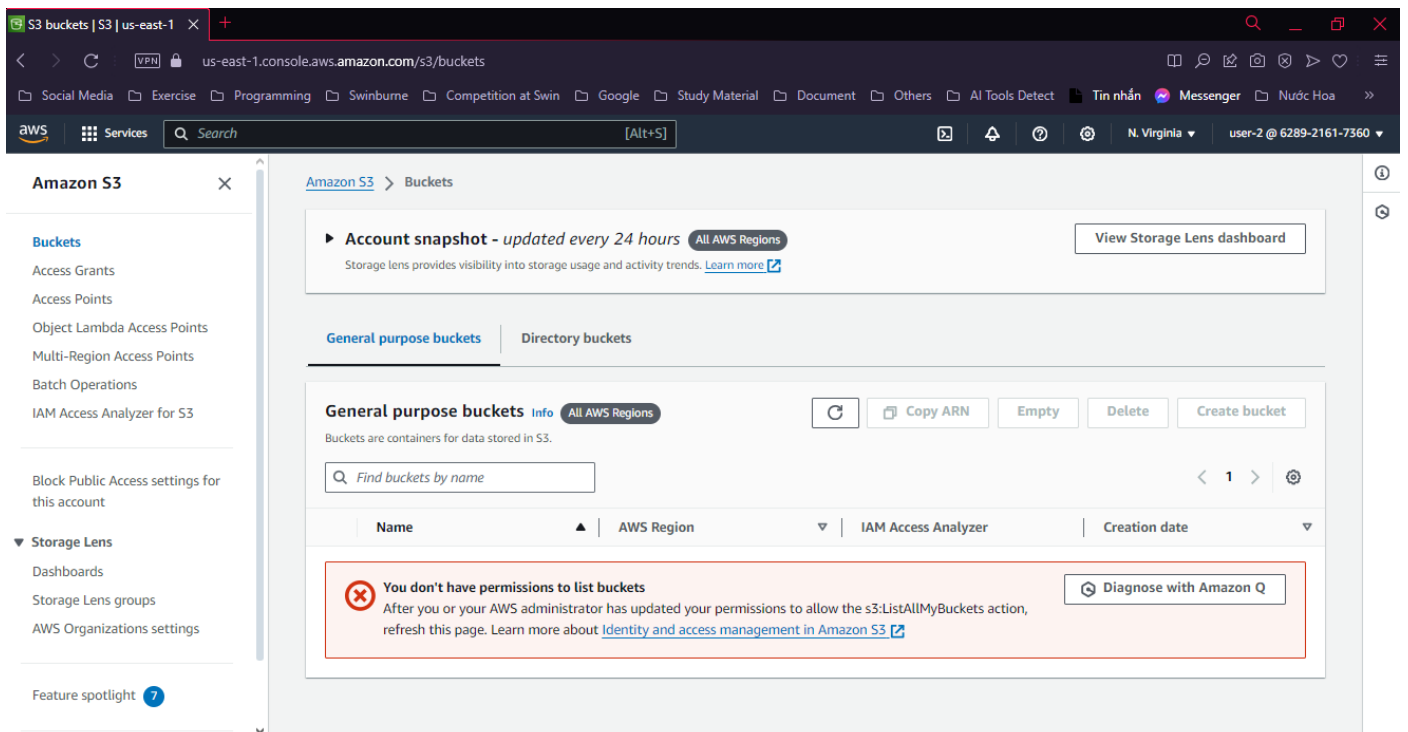 S3 buckets | S3 | us-east-1
VPN us-east-1.console.aws.amazon.com/s3/buckets
Social Media Exercise Programming Swinburne Competition at Swin Google Study Material Document Others AI Tools Detect Tin nhắn Messenger Nước Hoa »
aws Services Search [Alt+S] N. Virginia user-2 @ 6289-2161-7360
Amazon S3
Buckets
Access Grants
Access Points
Object Lambda Access Points
Multi-Region Access Points
Batch Operations
IAM Access Analyzer for S3
Block Public Access settings for
this account
Storage Lens
Dashboards
Storage Lens groups
AWS Organizations settings
Feature spotlight 7
Amazon S3 > Buckets
Account snapshot - updated every 24 hours All AWS Regions
View Storage Lens dashboard
Storage lens provides visibility into storage usage and activity trends. Learn more
General purpose buckets Directory buckets
General purpose buckets Info All AWS Regions
Copy ARN Empty Delete Create bucket
Buckets are containers for data stored in S3.
Find buckets by name
1
Name AWS Region IAM Access Analyzer Creation date
You don't have permissions to list buckets
Diagnose with Amazon Q
After you or your AWS administrator has updated your permissions to allow the s3:ListAllMyBuckets action,
refresh this page. Learn more about Identity and access management in Amazon S3